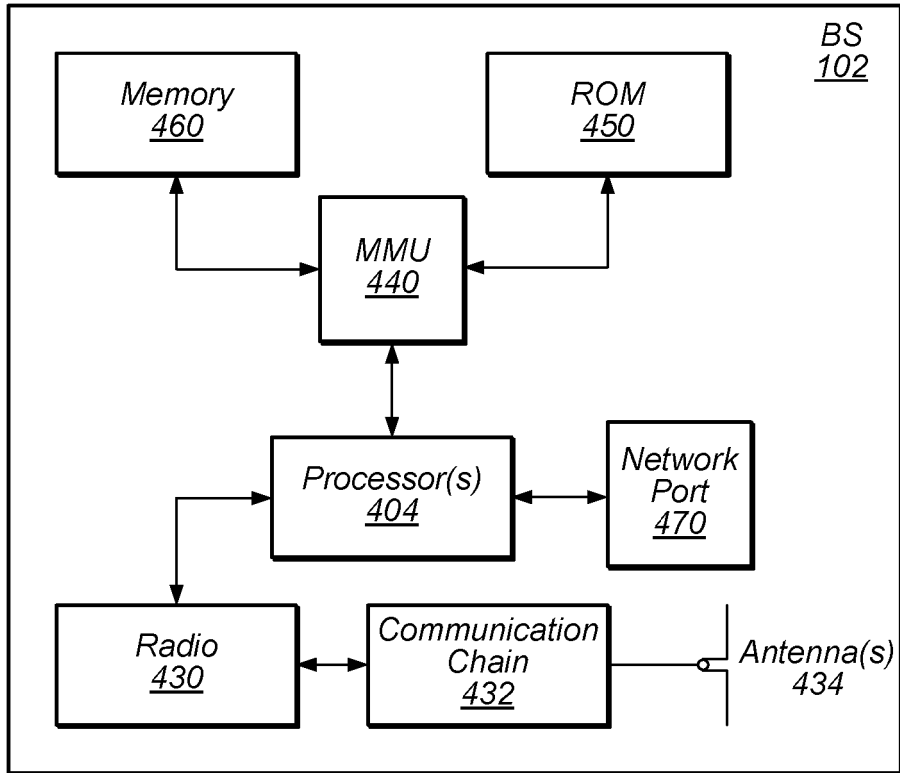 BS
102
Memory
460
ROM
450
MMU
440
Processor(s)
404
Network
Port
470
Radio
430
Communication
Chain
432
Antenna(s)
434